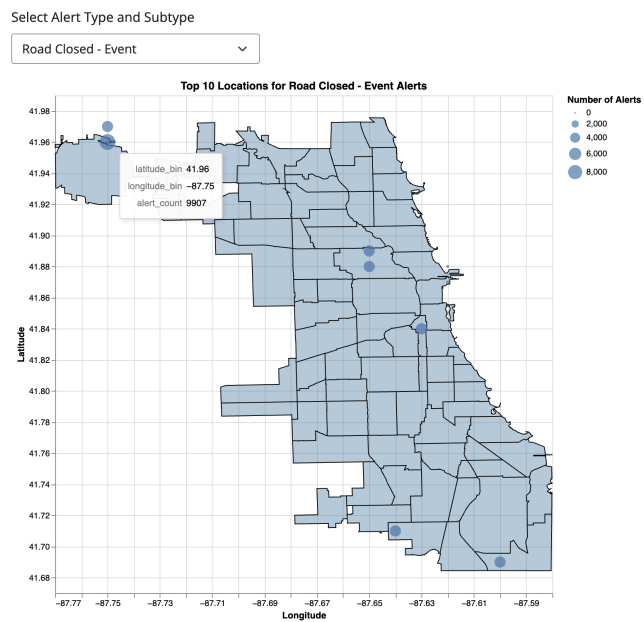 Select Alert Type and Subtype
Road Closed - Event
Top 10 Locations for Road Closed - Event Alerts
Number of Alerts
0
2,000
4,000
6,000
8,000
41.98
41.96
41.94
41.92
41.90
41.88
41.86
41.84
41.82
41.80
41.78
41.76
41.74
41.72
41.70
41.68
Latitude
latitude_bin 41.96
longitude_bin −87.75
alert_count 9907
−87.77 −87.75 −87.73 −87.71 −87.69 −87.67 −87.65 −87.63 −87.61 −87.59
Longitude